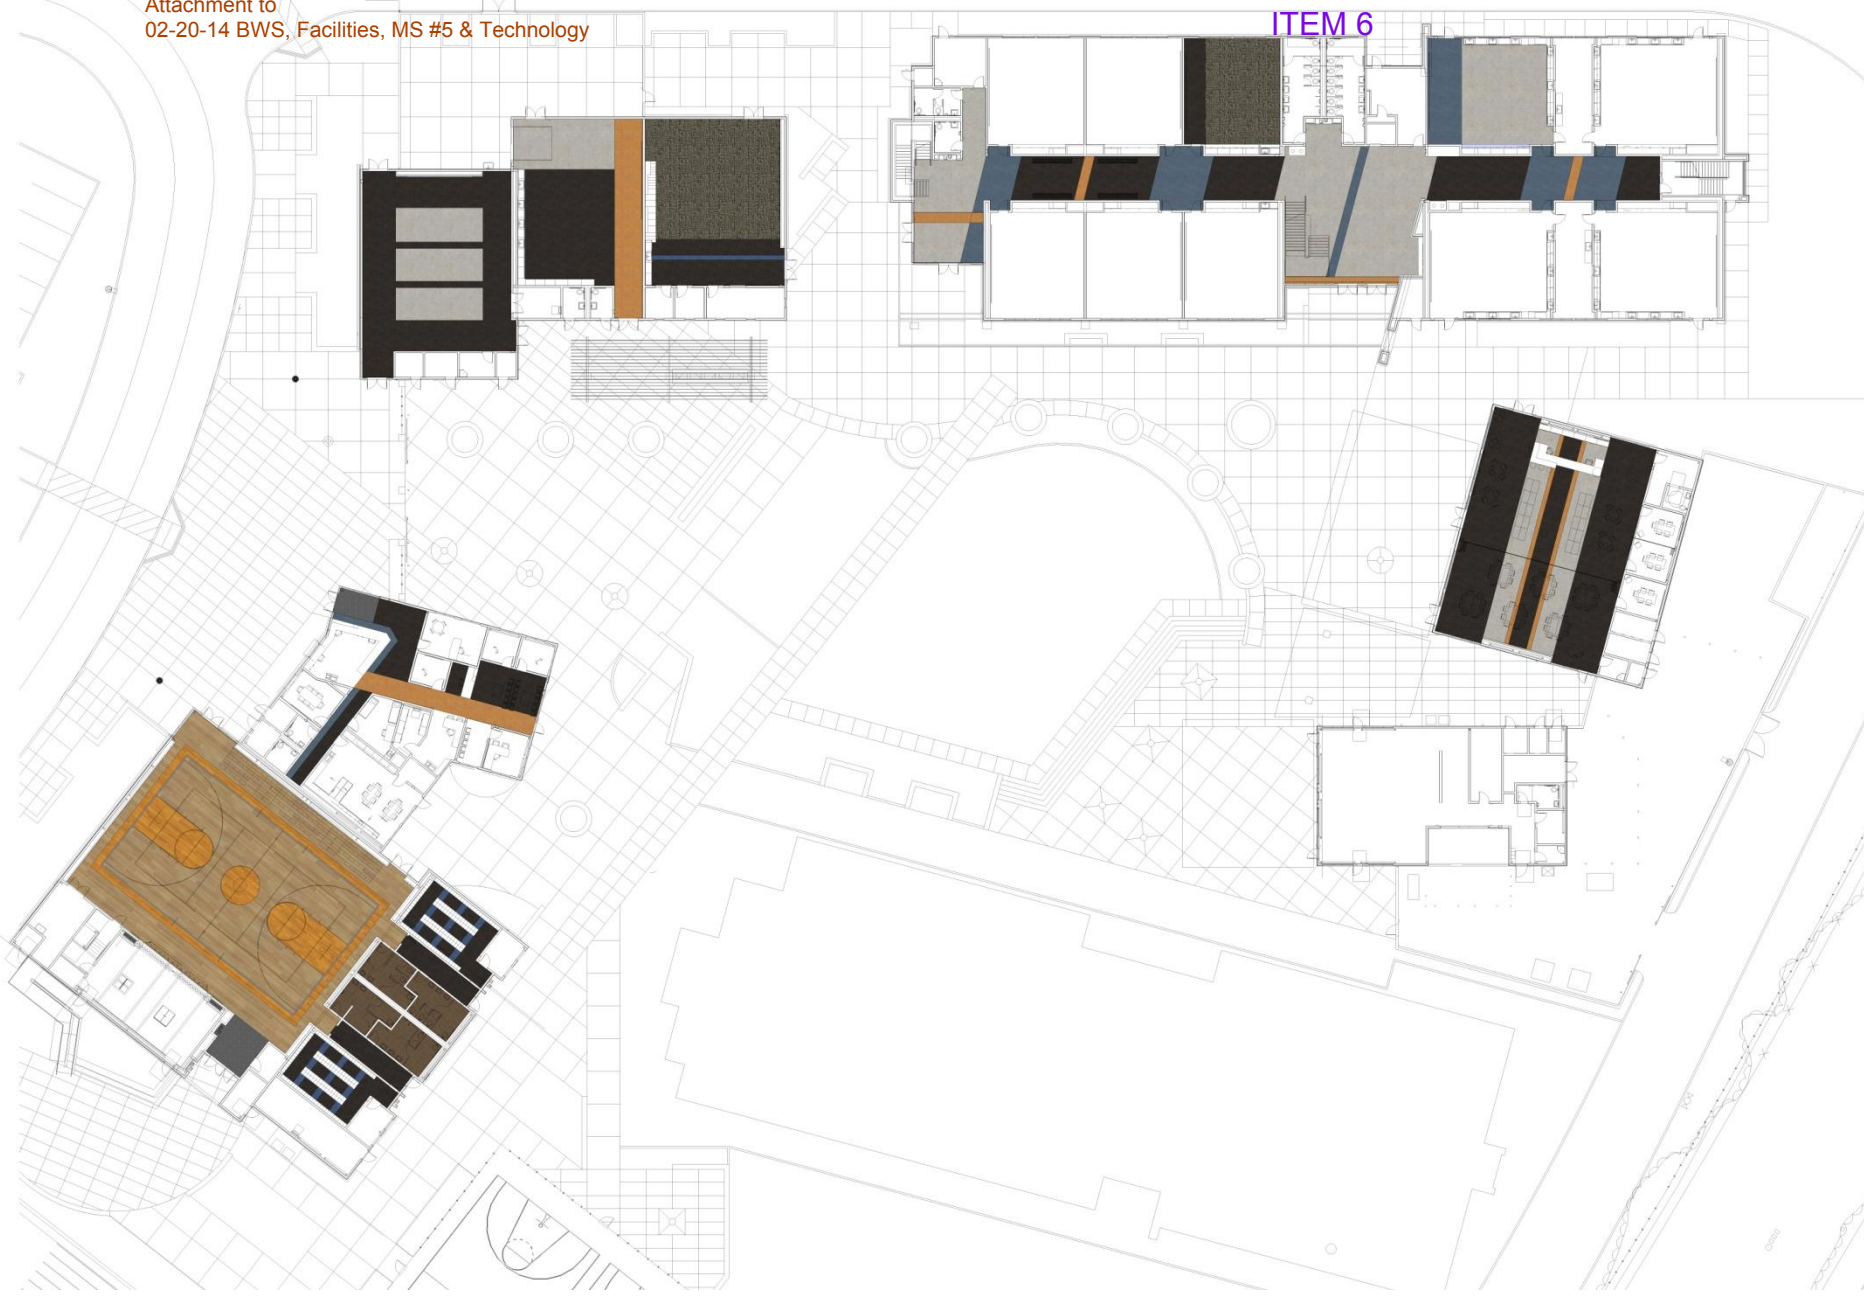 Attachment to
02-20-14 BWS, Facilities, MS #5 & Technology
ITEM 6